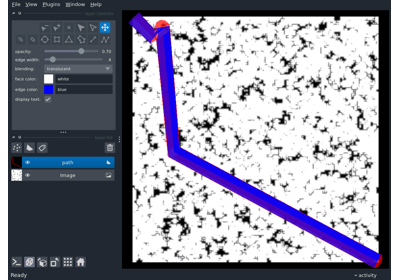 File View Plugins Window Help
opacity: 0.70
edge width: 4
blending: translucent
face color: white
edge color: blue
display text:
path
Image
activity